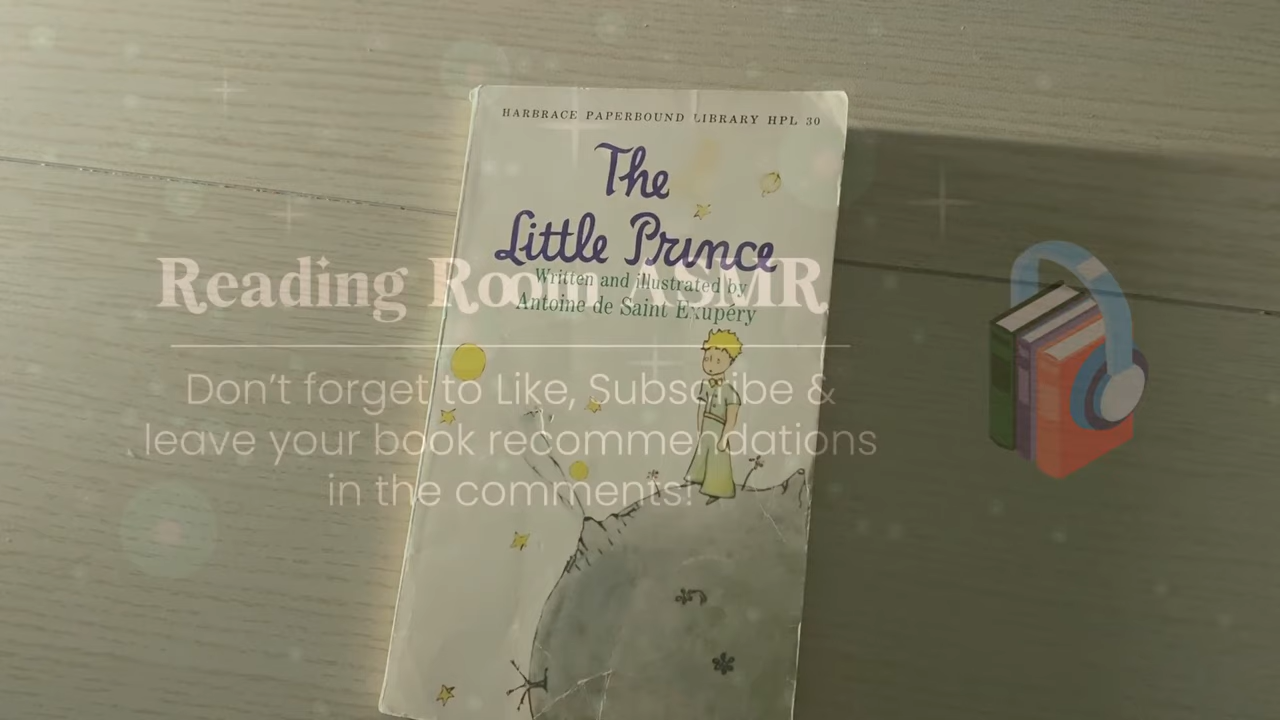 HARBRACE PAPERBOUND LIBRARY HPL 30
The
Little Prince
Written and illustrated by
Antoine de Saint Exupéry
Reading Room ASMR
Don't forget to Like, Subscribe &
leave your book recommendations
in the comments!